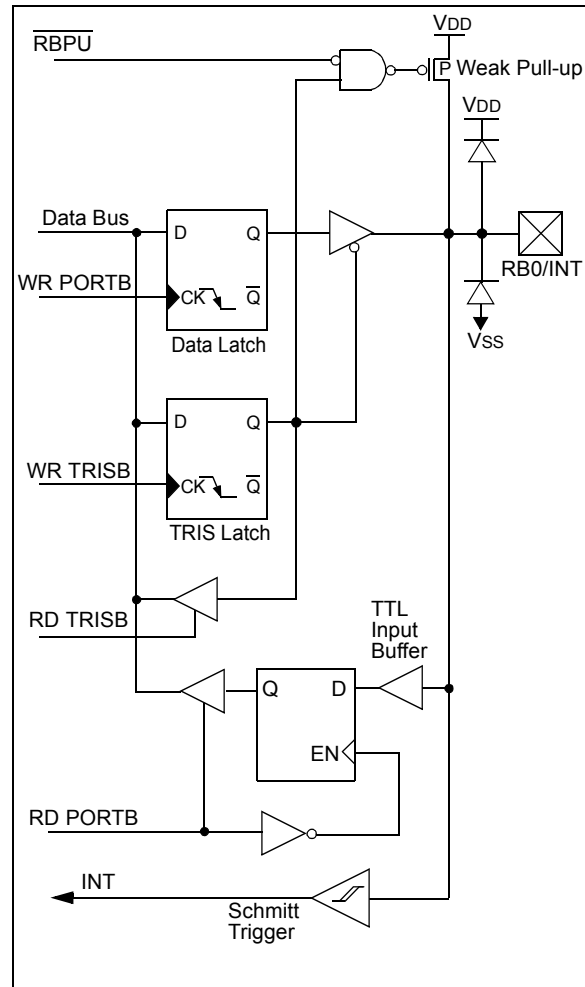 VDD
R̅B̅P̅U̅
P Weak Pull-up
VDD
Data Bus
D Q
RB0/INT
WR PORTB
CK Q̅
VSS
Data Latch
D Q
WR TRISB
CK Q̅
TRIS Latch
RD TRISB
TTL
Input
Buffer
Q D
EN
RD PORTB
INT
Schmitt
Trigger